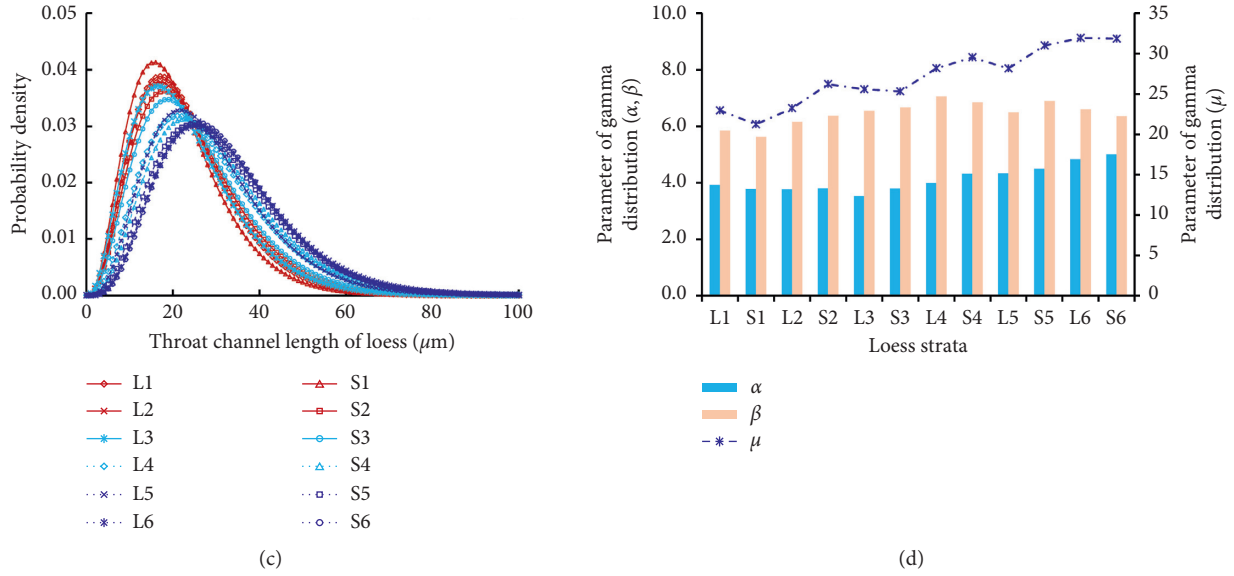 0.05
0.04
0.03
0.02
0.01
0.00
Probability density
0
20
40
60
80
100
Throat channel length of loess (μm)
L1
S1
L2
S2
L3
S3
L4
S4
L5
S5
L6
S6
(c)
10.0
8.0
6.0
4.0
2.0
0.0
Parameter of gamma
distribution (α, β)
35
30
25
20
15
10
5
0
Parameter of gamma
distribution (μ)
L1 S1 L2 S2 L3 S3 L4 S4 L5 S5 L6 S6
Loess strata
α
β
μ
(d)